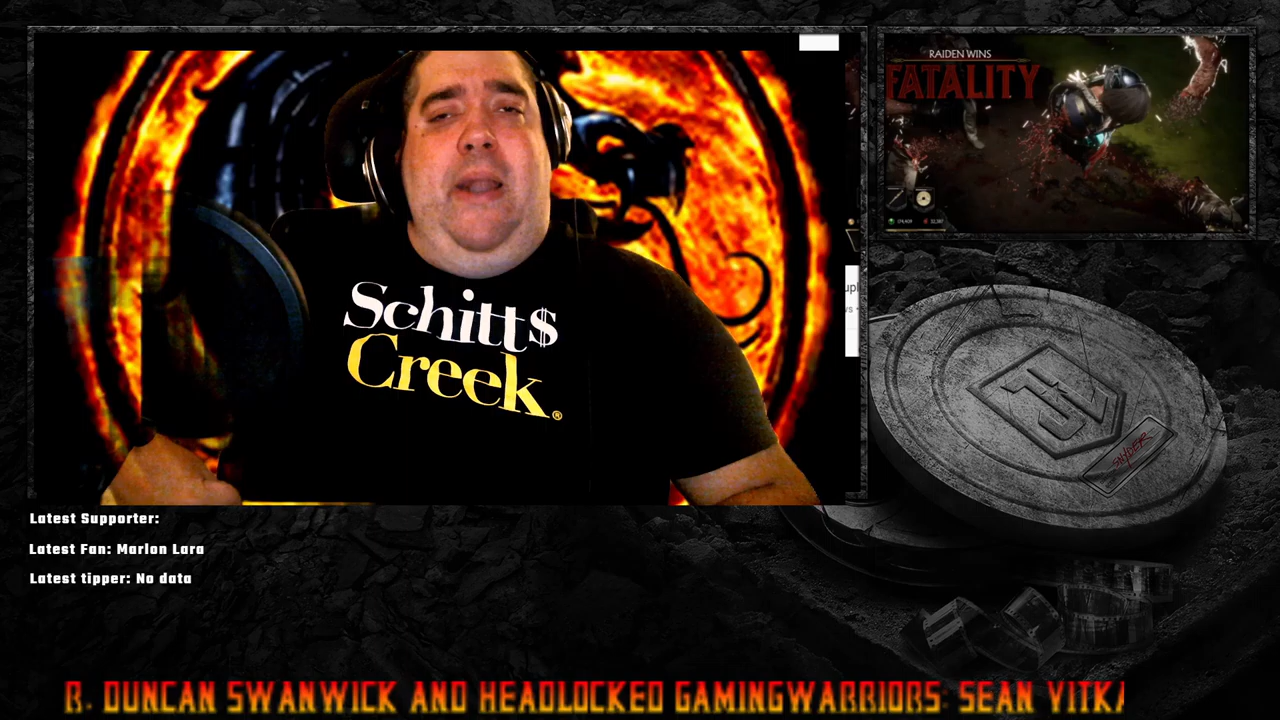 RAIDEN WINS
FATALITY
Schitt$
Creek®
SNYDER
Latest Supporter:
Latest Fan: Marlon Lara
Latest tipper: No data
R. DUNCAN SWANWICK AND HEADLOCKED GAMINGWARRIORS: SEAN VITKA